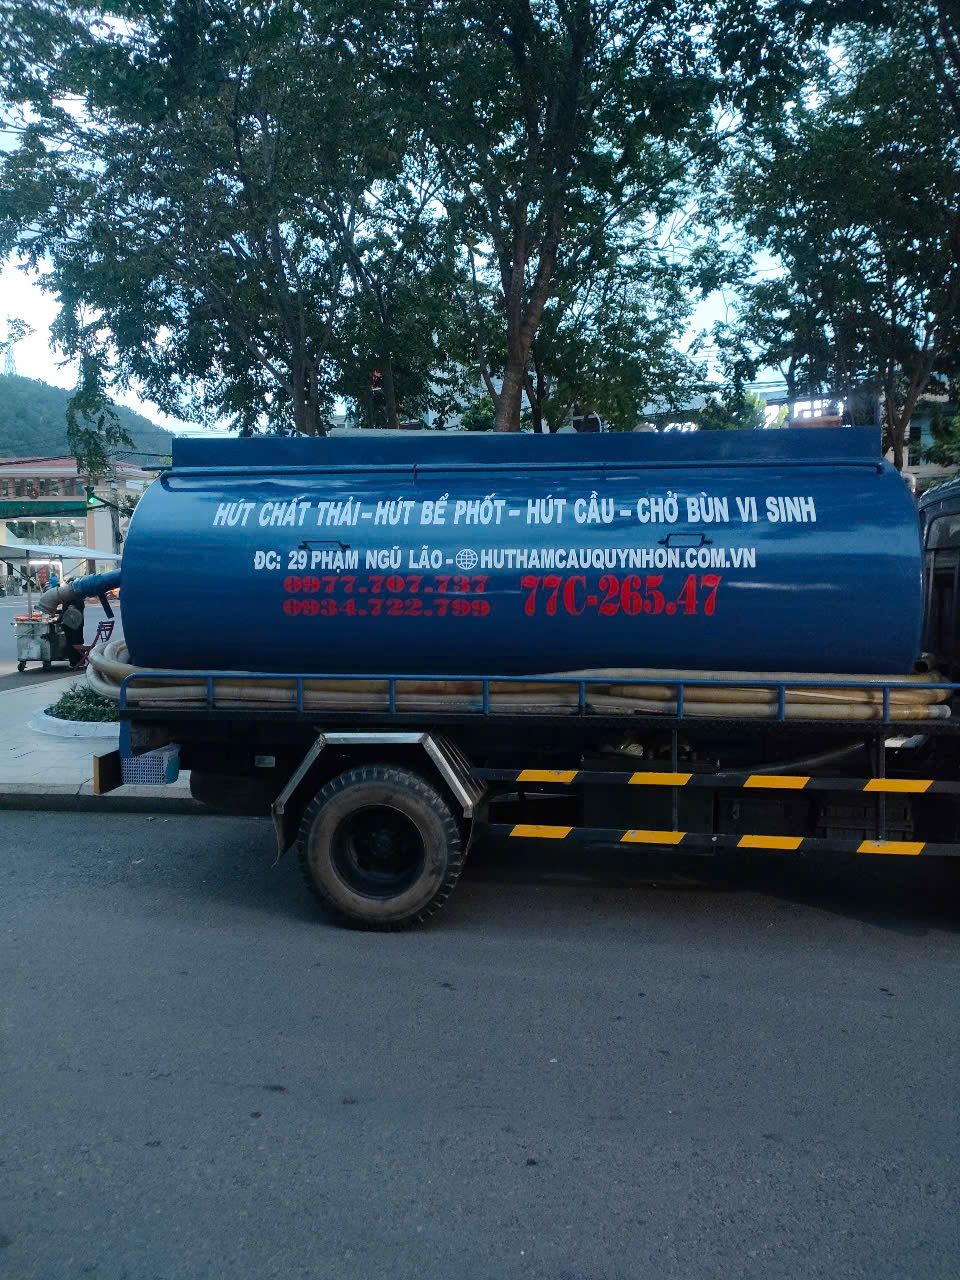 HÚT CHẤT THẢI-HÚT BỂ PHỐT-HÚT CẦU-CHỞ BÙN VI SINH
ĐC: 29 PHẠM NGŨ LÃO- HUTHAMCAUQUYNHON.COM.VN
0977.707.737 77C-265.47
0934.722.799